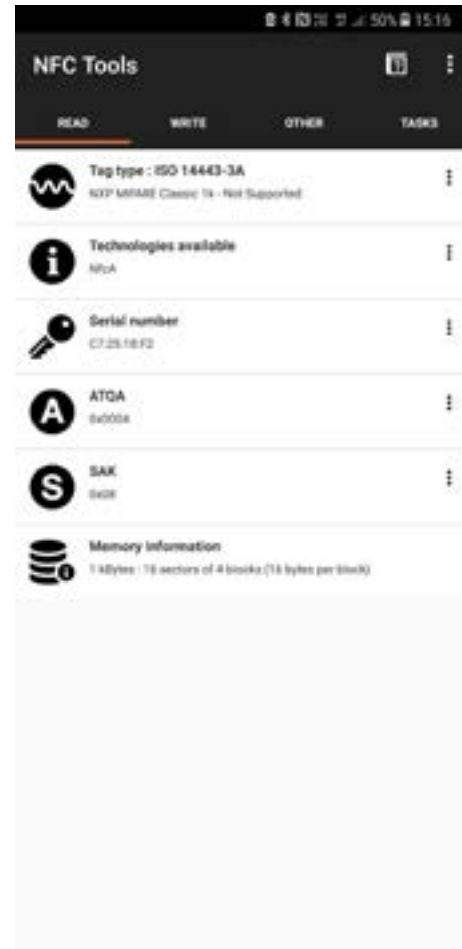 50% 15:16
NFC Tools
READ WRITE OTHER TASKS
Tag type : ISO 14443-3A
NXP MIFARE Classic 1k - Not Supported
Technologies available
NfcA
Serial number
ATQA
SAK
0x08
Memory information
1 kBytes : 16 sectors of 4 blocks (16 bytes per block)